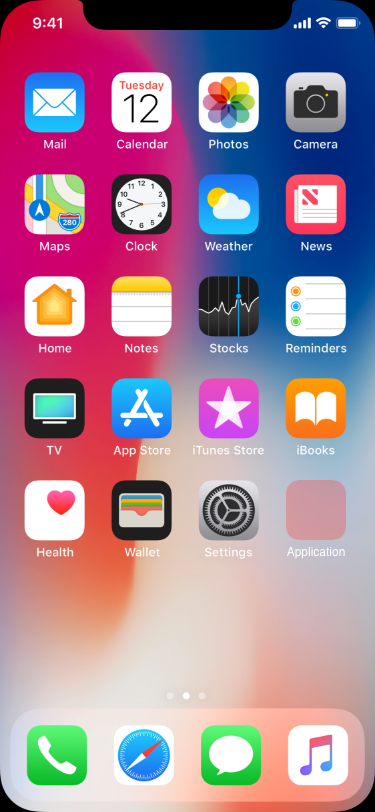 9:41
Tuesday
12
Mail Calendar Photos Camera
280
Maps Clock Weather News
Home Notes Stocks Reminders
TV App Store iTunes Store iBooks
Health Wallet Settings Application